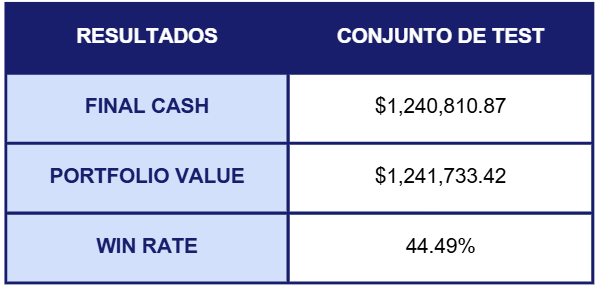 RESULTADOS CONJUNTO DE TEST
FINAL CASH $1,240,810.87
PORTFOLIO VALUE $1,241,733.42
WIN RATE 44.49%